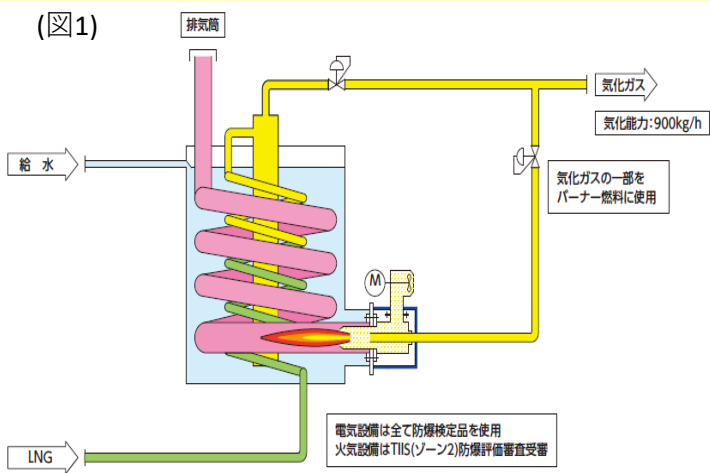 (図1)
排気筒
気化ガス
気化能力:900kg/h
給 水
気化ガスの一部を
バーナー燃料に使用
M
電気設備は全て防爆検定品を使用
火気設備はTIIS(ゾーン2)防爆評価審査受審
LNG